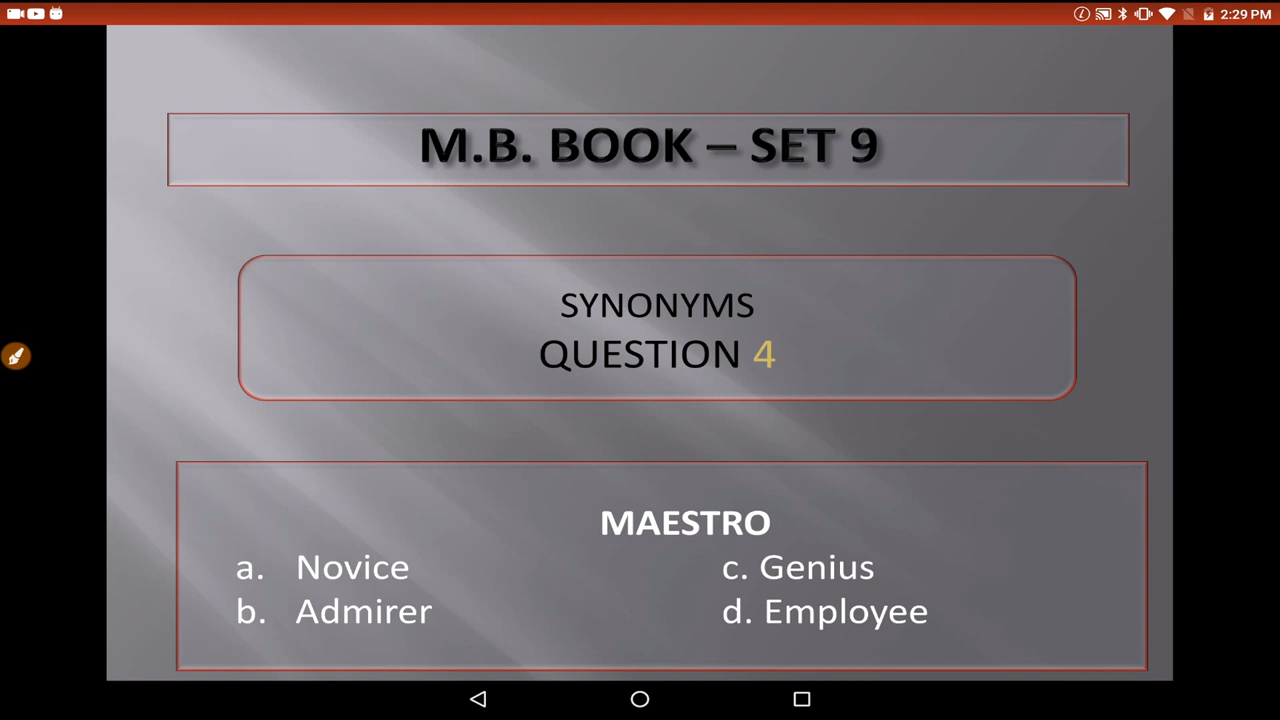 2:29 PM
M.B. BOOK – SET 9
SYNONYMS
QUESTION 4
MAESTRO
a. Novice
c. Genius
b. Admirer
d. Employee